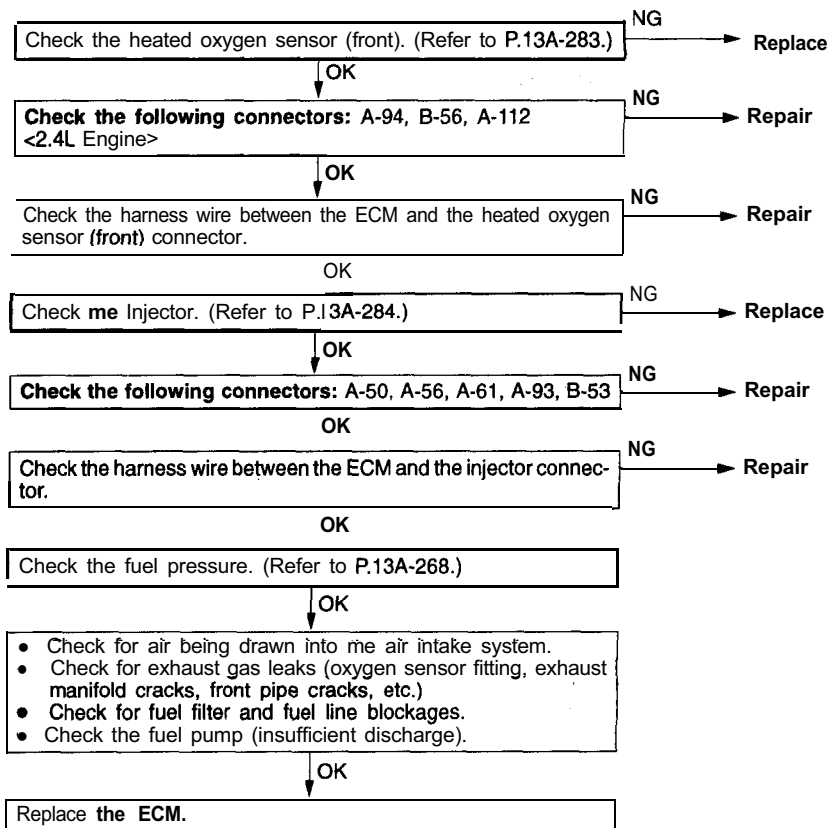 NG
Check the heated oxygen sensor (front). (Refer to P.13A-283.)
Replace
OK
NG
Check the following connectors: A-94, B-56, A-112
<2.4L Engine>
Repair
OK
NG
Check the harness wire between the ECM and the heated oxygen
sensor (front) connector.
Repair
OK
NG
Check me Injector. (Refer to P.I 3A-284.)
Replace
OK
NG
Check the following connectors: A-50, A-56, A-61, A-93, B-53
Repair
OK
NG
Check the harness wire between the ECM and the injector connec-
tor.
Repair
OK
Check the fuel pressure. (Refer to P.13A-268.)
OK
• Check for air being drawn into me air intake system.
• Check for exhaust gas leaks (oxygen sensor fitting, exhaust
manifold cracks, front pipe cracks, etc.)
• Check for fuel filter and fuel line blockages.
• Check the fuel pump (insufficient discharge).
OK
Replace the ECM.